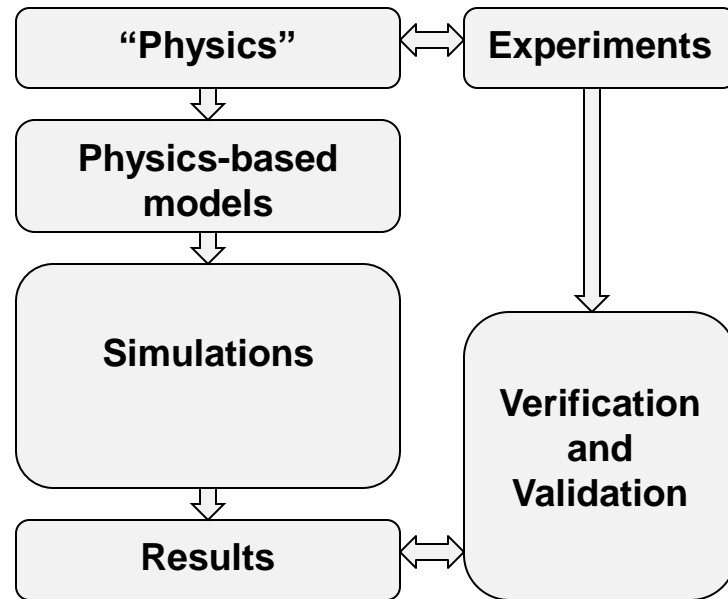 “Physics”
Experiments
Physics-based
models
Simulations
Verification
and
Validation
Results